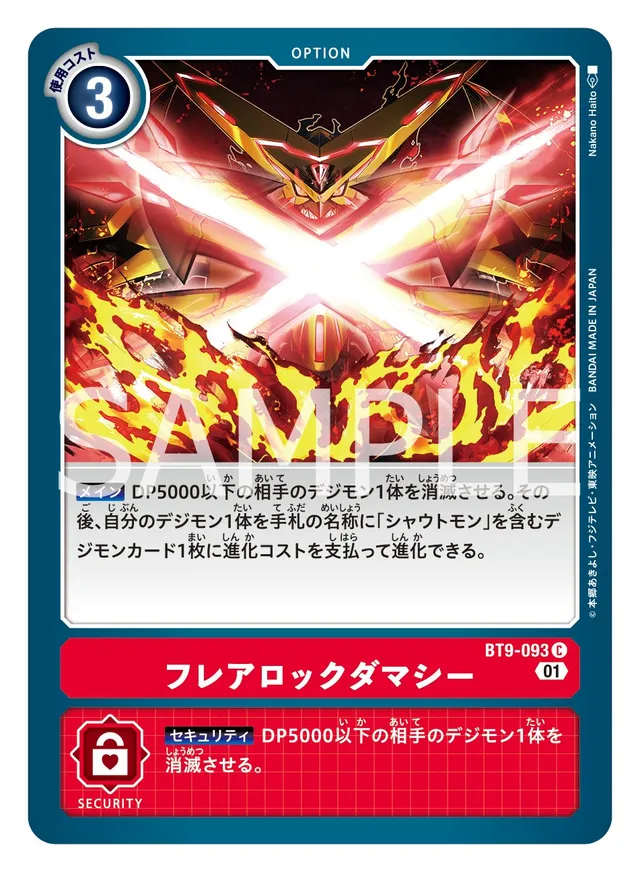 OPTION
使用コスト
3
Nakano Haito
BANDAI MADE IN JAPAN
© 本郷あきよし・フジテレビ・東映アニメーション
SAMPLE
メイン DP5000以下の相手のデジモン1体を消滅させる。その
後、自分のデジモン1体を手札の名称に「シャウトモン」を含むデ
ジモンカード1枚に進化コストを支払って進化できる。
BT9-093 C
フレアロックダマシー
01
セキュリティ DP5000以下の相手のデジモン1体を
消滅させる。
SECURITY